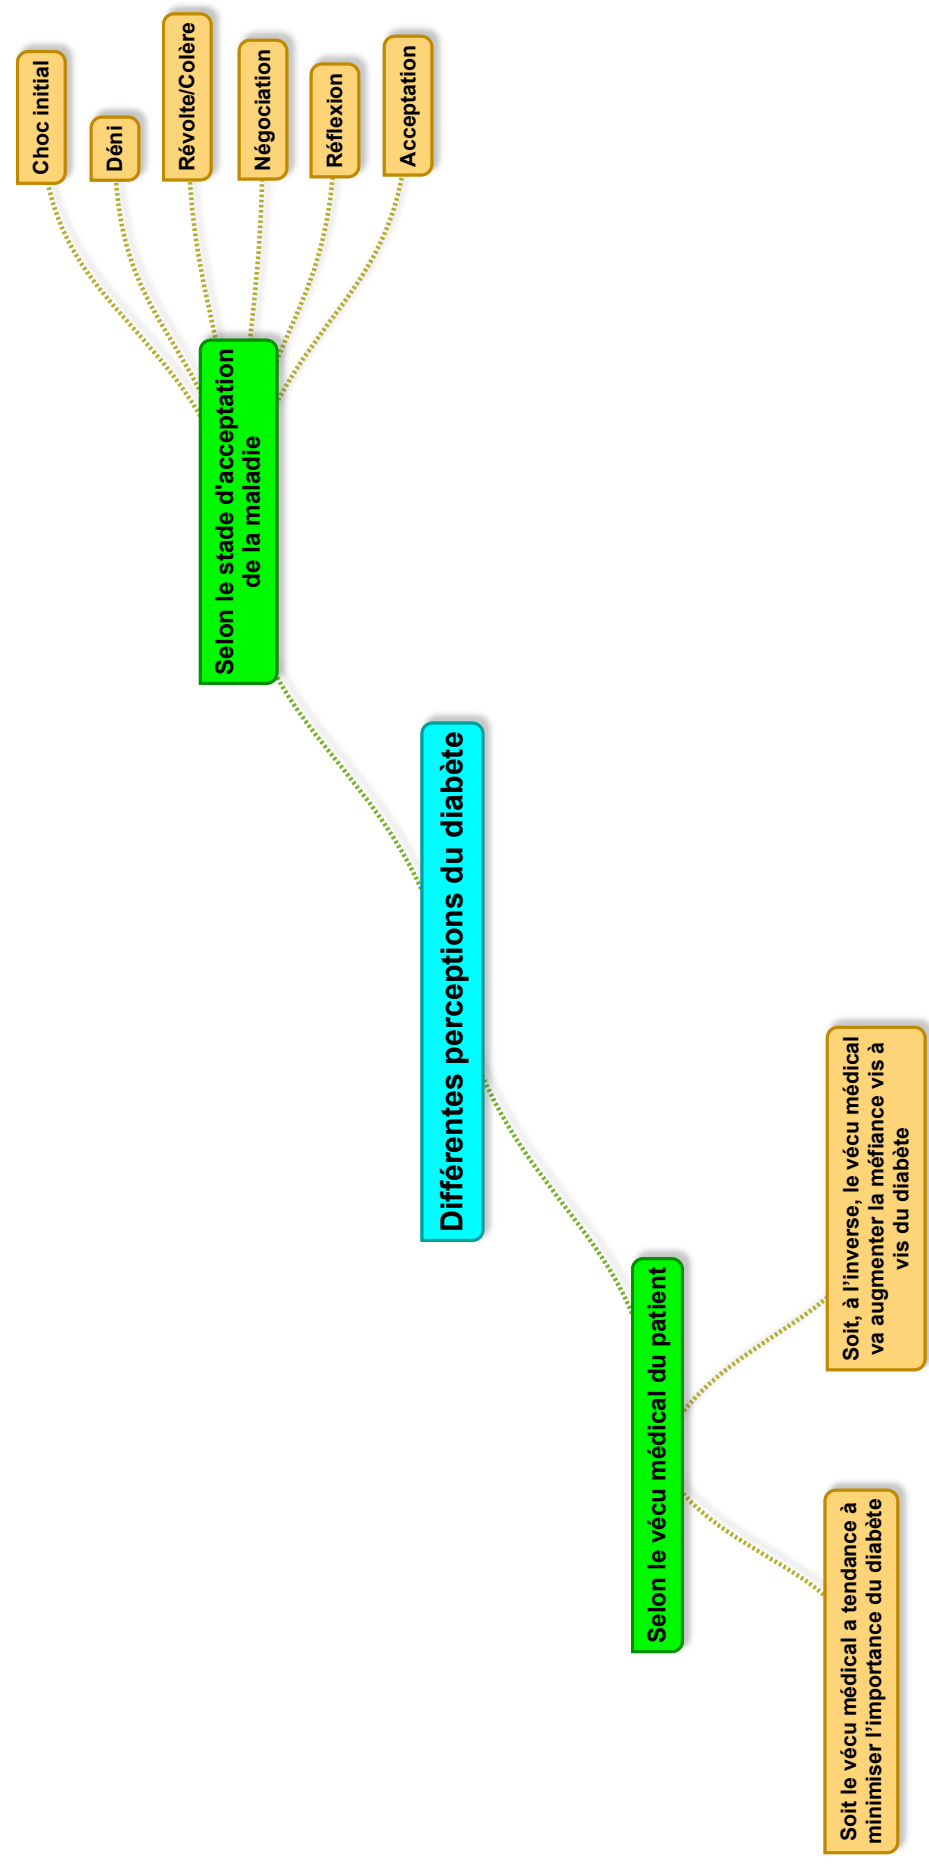 Choc initial
Déni
Révolte/Colère
Négociation
Réflexion
Acceptation
Selon le stade d'acceptation
de la maladie
Différentes perceptions du diabète
Selon le vécu médical du patient
Soit le vécu médical a tendance à
minimiser l'importance du diabète
Soit, à l'inverse, le vécu médical
va augmenter la méfiance vis à
vis du diabète